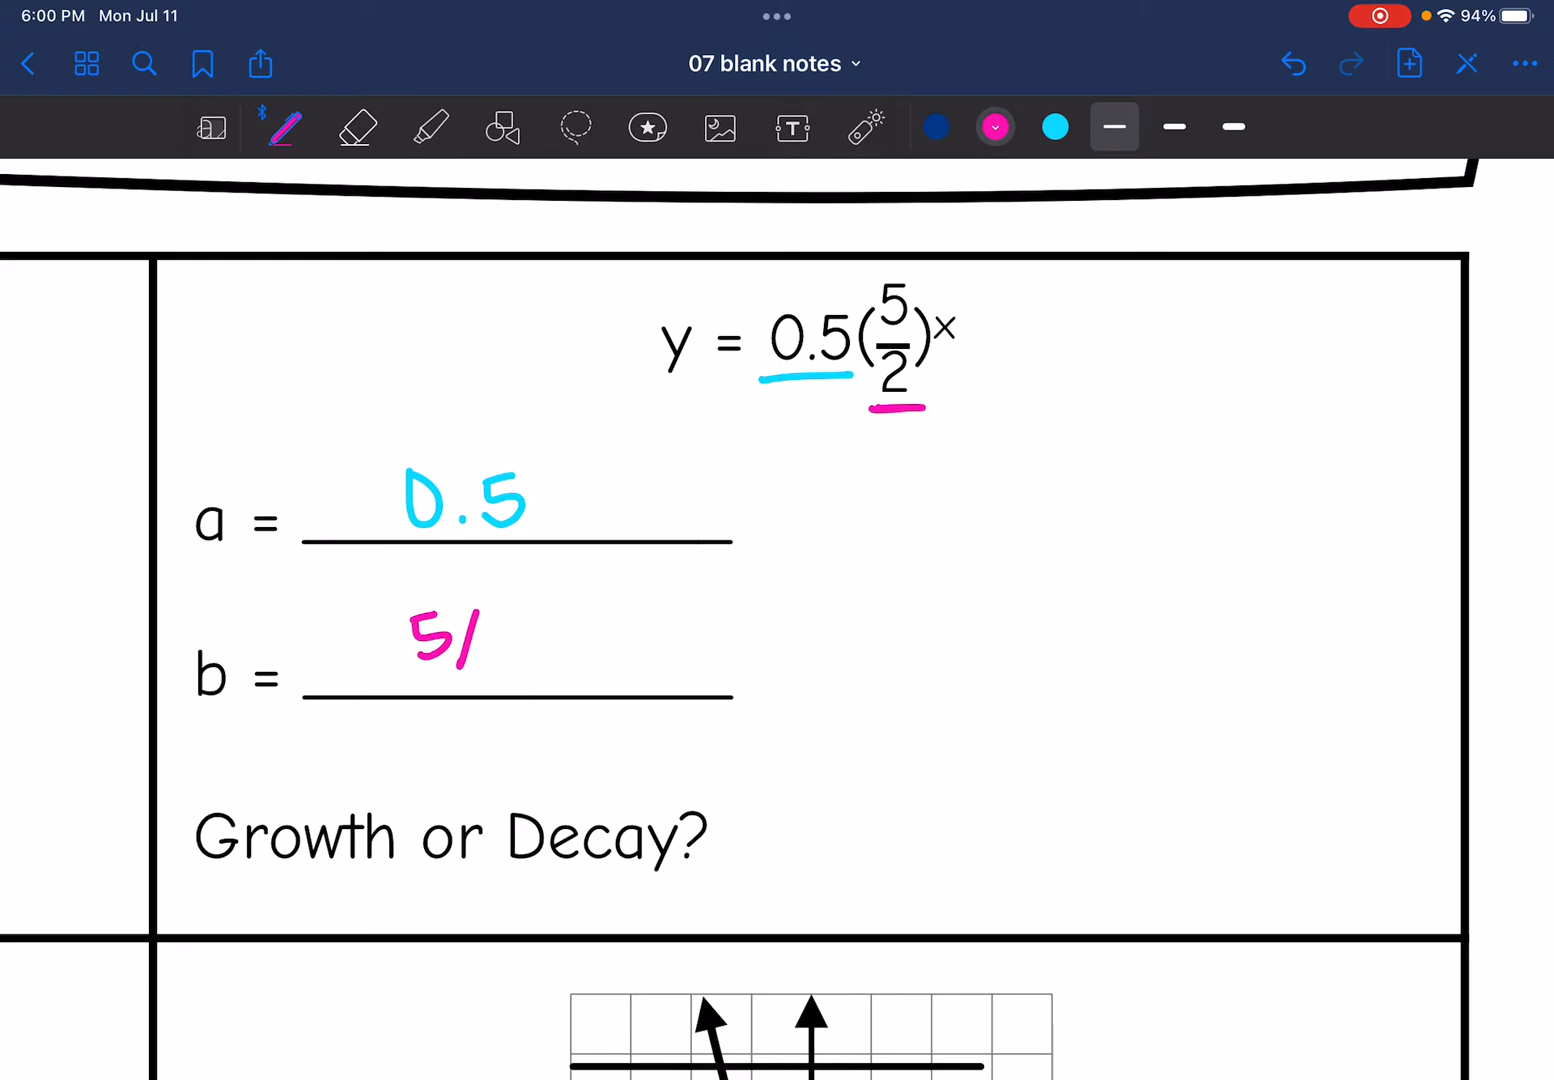 6:00 PM Mon Jul 11
94%
07 blank notes
T
y = 0.5(5/2)^x
a = 0.5
b = 5/
Growth or Decay?